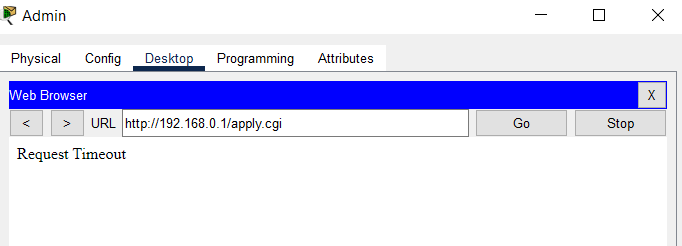 Admin
Physical Config Desktop Programming Attributes
Web Browser X
< > URL http://192.168.0.1/apply.cgi Go Stop
Request Timeout